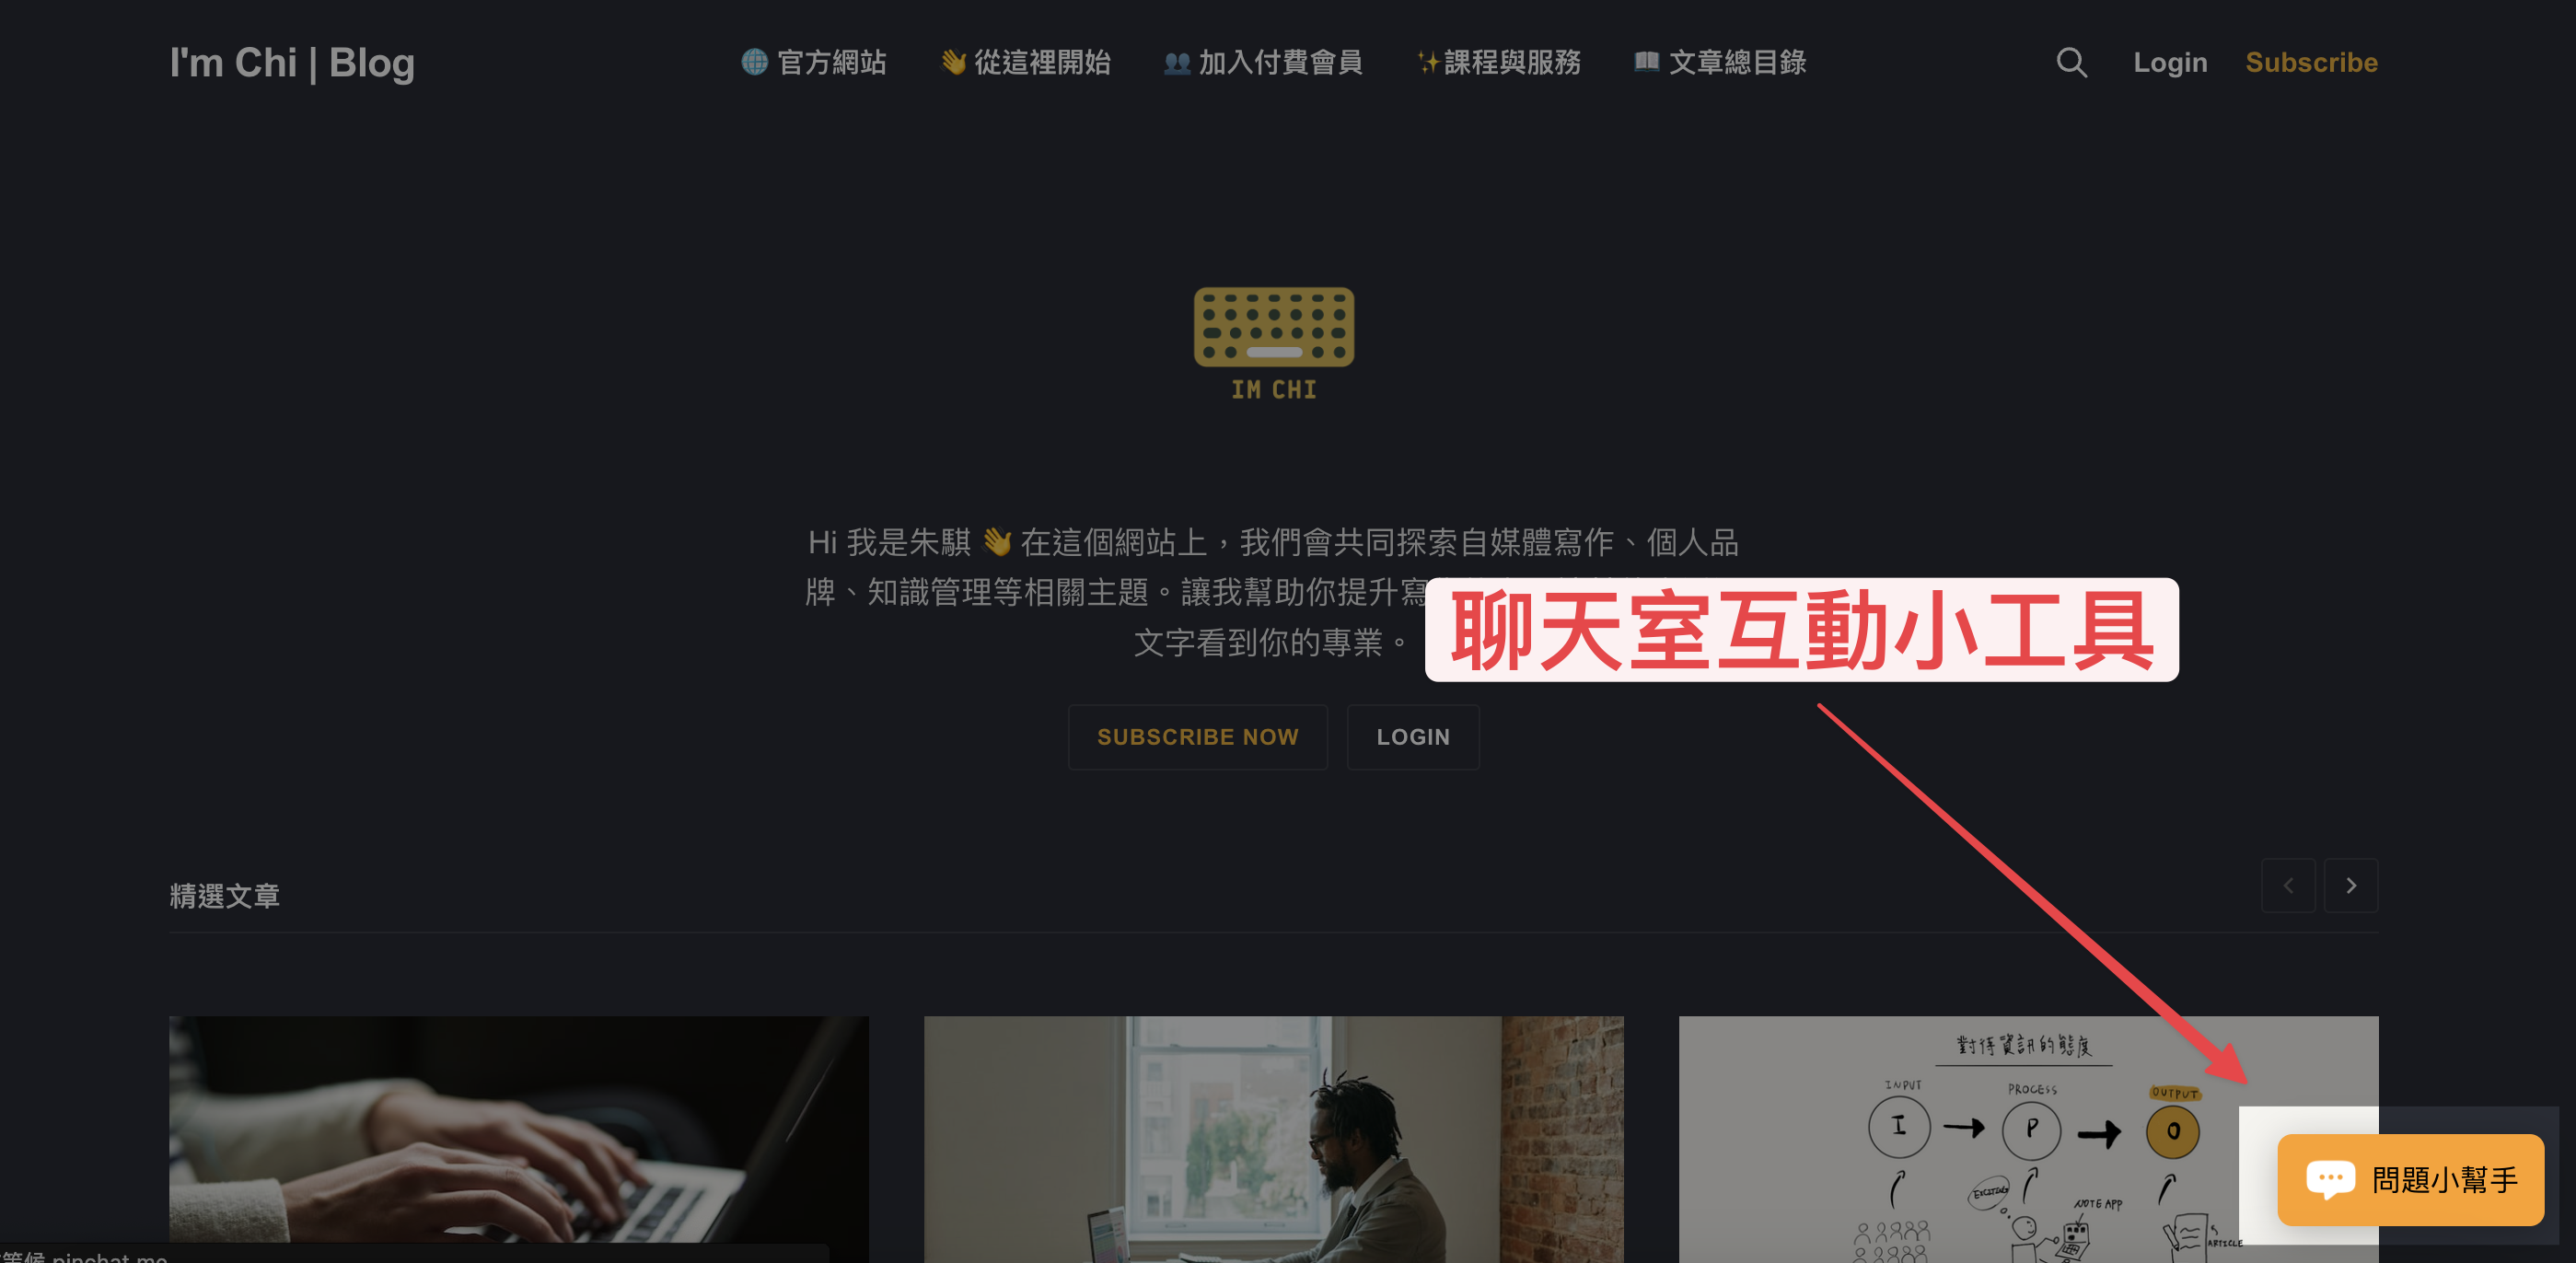 I'm Chi | Blog
🌐 官方網站
👋 從這裡開始
👥 加入付費會員
✨課程與服務
📖 文章總目錄
Login
Subscribe
IM CHI
Hi 我是朱騏 👋 在這個網站上，我們會共同探索自媒體寫作、個人品
牌、知識管理等相關主題。讓我幫助你提升寫
文字看到你的專業。
聊天室互動小工具
SUBSCRIBE NOW
LOGIN
精選文章
對待資訊的態度
INPUT
PROCESS
OUTPUT
I
P
O
EXCITING
NOTE APP
ARTICLE
問題小幫手
等候 pinchat.me